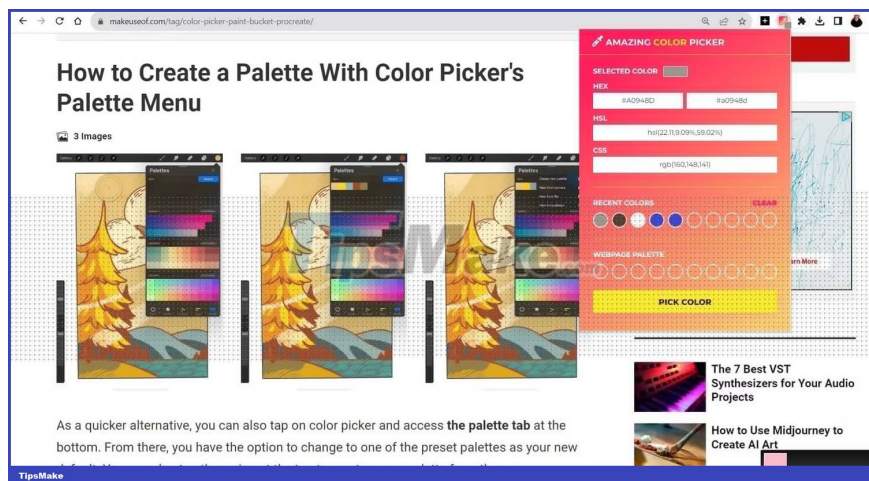 makeuseof.com/tag/color-picker-paint-bucket-procreate/
How to Create a Palette With Color Picker's
Palette Menu
3 Images
Palettes
Palettes
Palettes
TipsMake.com
AMAZING COLOR PICKER
SELECTED COLOR
HEX
#A0948D #a0948d
HSL
hsl(22.11,9.09%,59.02%)
CSS
rgb(160,148,141)
RECENT COLORS CLEAR
WEBPAGE PALETTE
PICK COLOR
arn More
The 7 Best VST
Synthesizers for Your Audio
Projects
How to Use Midjourney to
Create AI Art
As a quicker alternative, you can also tap on color picker and access the palette tab at the
bottom. From there, you have the option to change to one of the preset palettes as your new
TipsMake